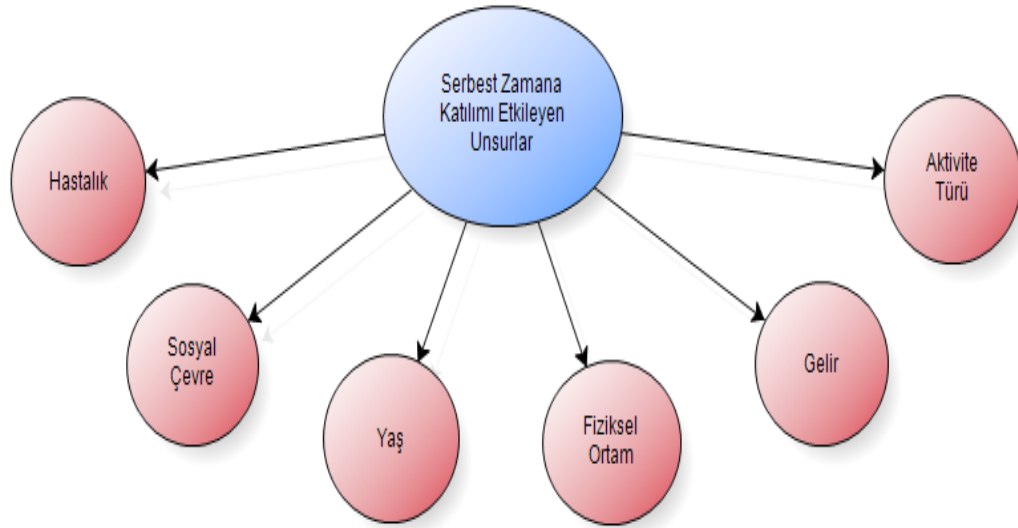 Serbest Zamana
Katılımı Etkileyen
Unsurlar
Hastalık
Sosyal
Çevre
Yaş
Fiziksel
Ortam
Gelir
Aktivite
Türü